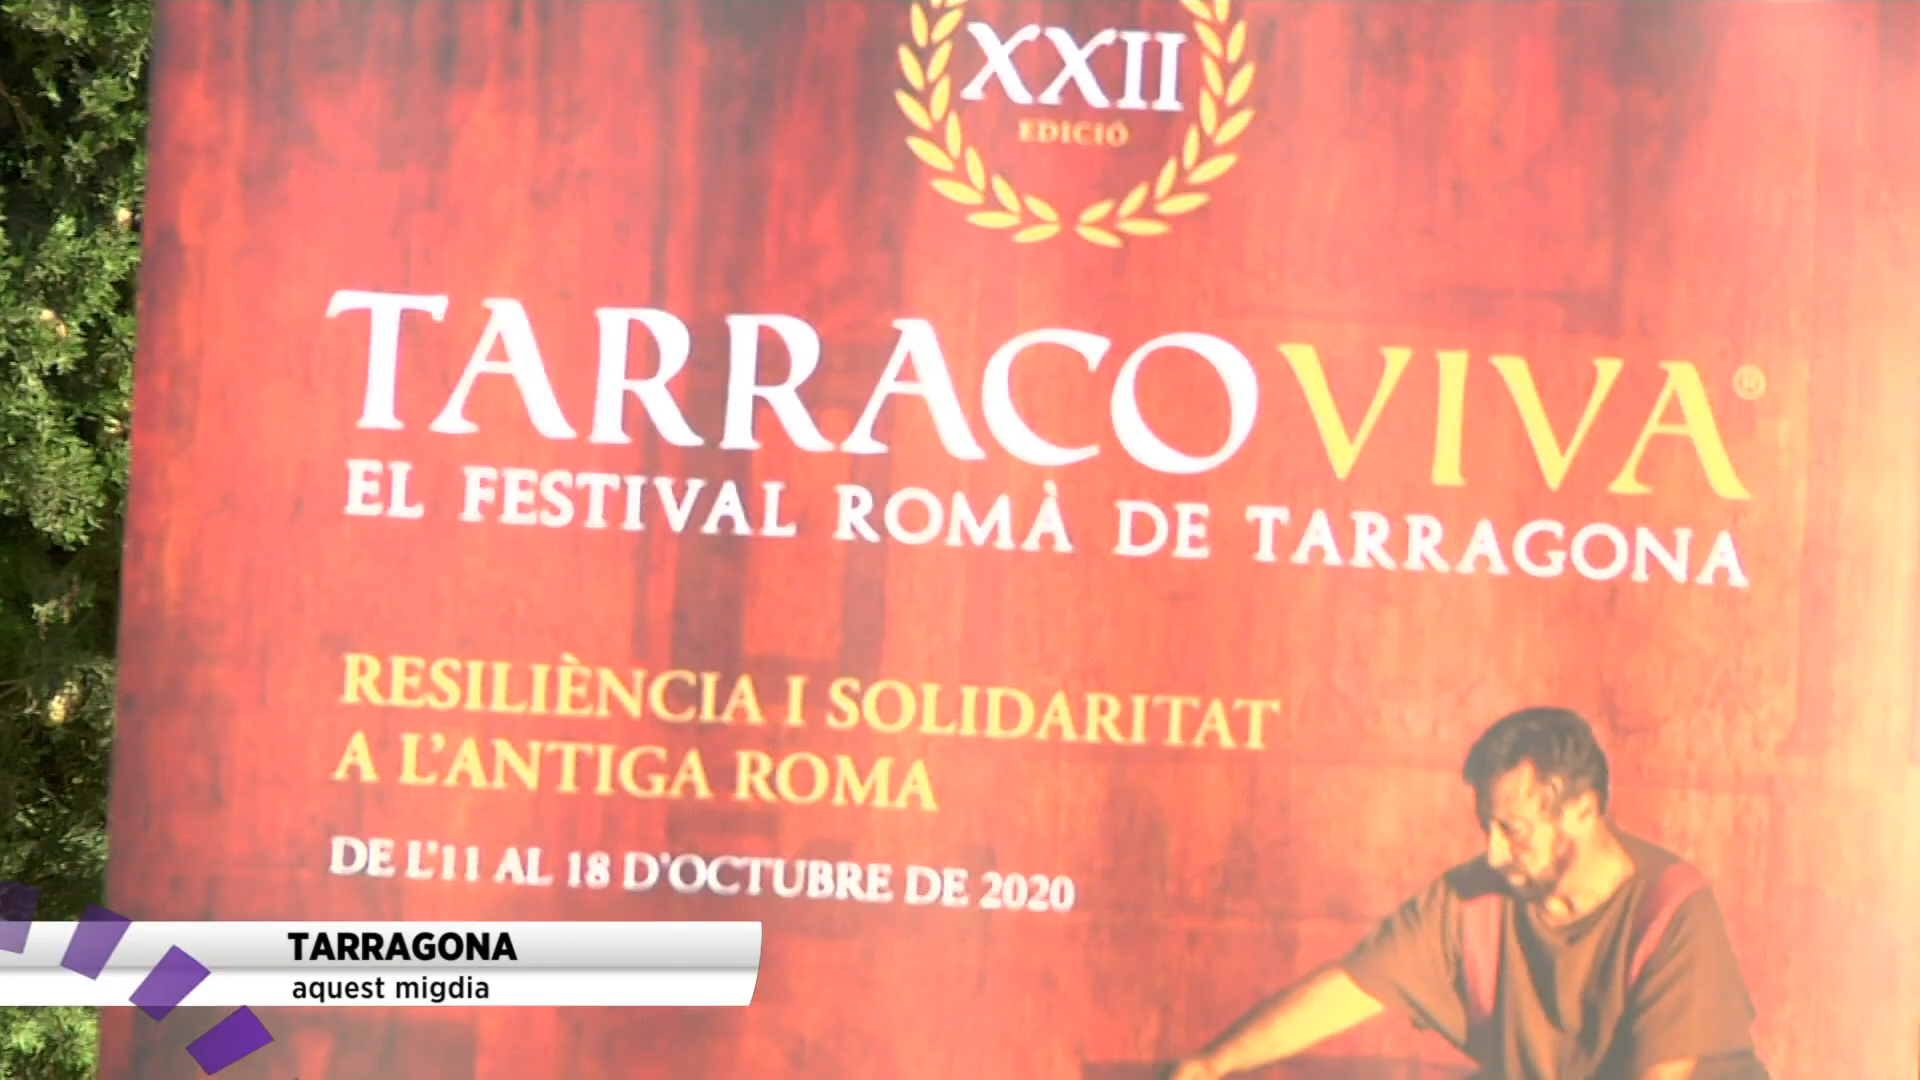 XXII
EDICIÓ
TARRACOVIVA®
EL FESTIVAL ROMÀ DE TARRAGONA
RESILIÈNCIA I SOLIDARITAT
A L'ANTIGA ROMA
DE L'11 AL 18 D'OCTUBRE DE 2020
TARRAGONA
aquest migdia